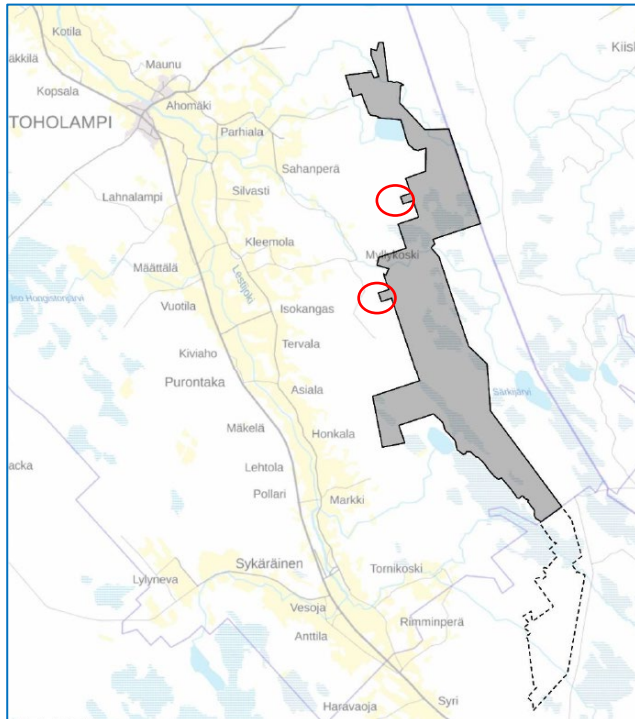 Kotila
äkkilä
Maunu
Kiisk
Kopsala
Ahomäki
TOHOLAMPI
Parhiala
Sahanperä
Lahnalampi
Silvasti
Kleemola
Myllykoski
Määttälä
Lestijoki
Vuotila
Isokangas
Tervala
Kiviaho
Purontaka
Asiala
Särkijärvi
Mäkelä
Honkala
acka
Lehtola
Pollari
Markki
Sykäräinen
Tornikoski
Lylyneva
Vesoja
Rimminperä
Anttila
Syri
Haravaoja